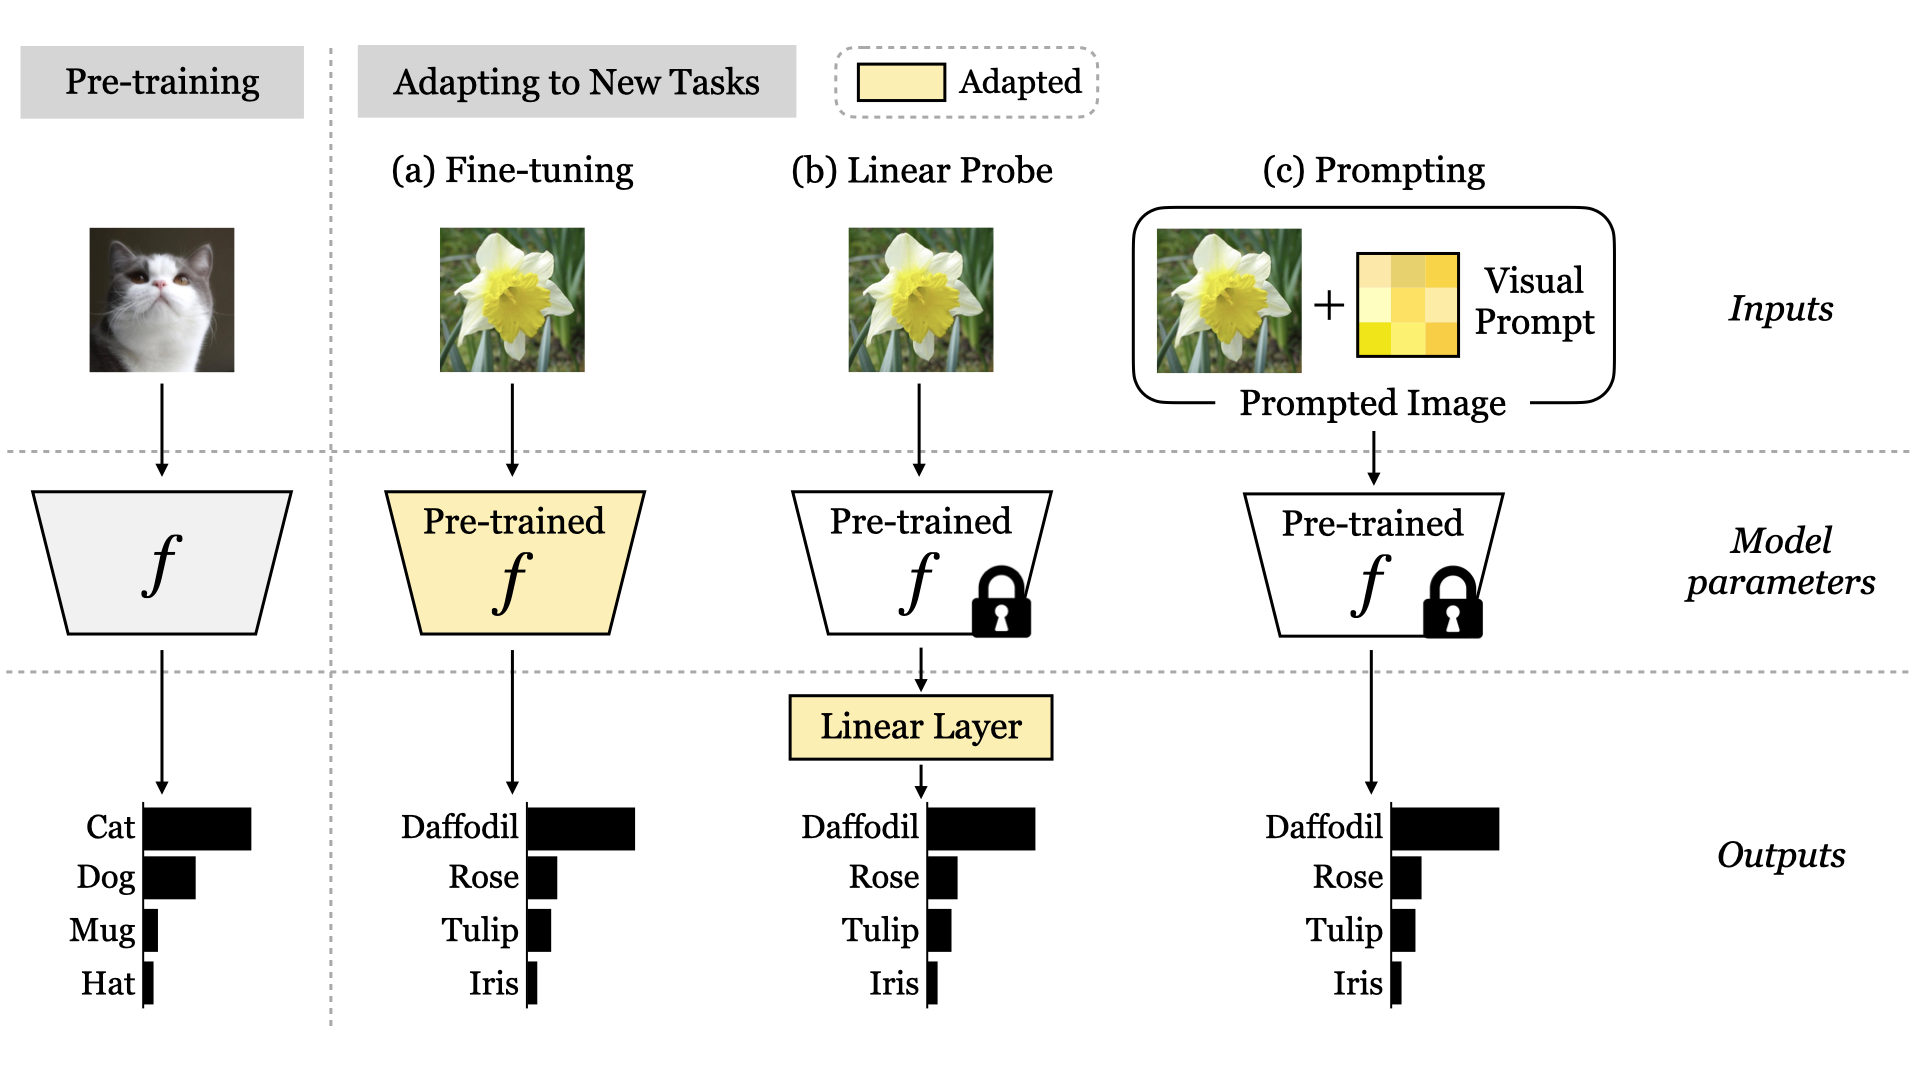 Pre-training
Adapting to New Tasks
Adapted
(a) Fine-tuning
(b) Linear Probe
(c) Prompting
+
Visual
Prompt
Prompted Image
Inputs
f
Pre-trained
f
Pre-trained
f
Pre-trained
f
Model
parameters
Linear Layer
Cat
Dog
Mug
Hat
Daffodil
Rose
Tulip
Iris
Daffodil
Rose
Tulip
Iris
Daffodil
Rose
Tulip
Iris
Outputs